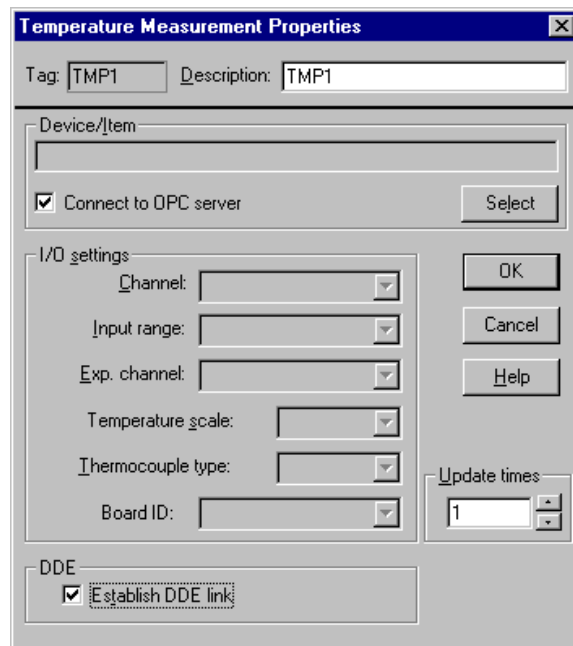 Temperature Measurement Properties
Tag: TMP1 Description: TMP1
Device/Item
Connect to OPC server Select
I/O settings
Channel:
Input range:
Exp. channel:
Temperature scale:
Thermocouple type:
Board ID:
OK
Cancel
Help
Update times
1
DDE
Establish DDE link